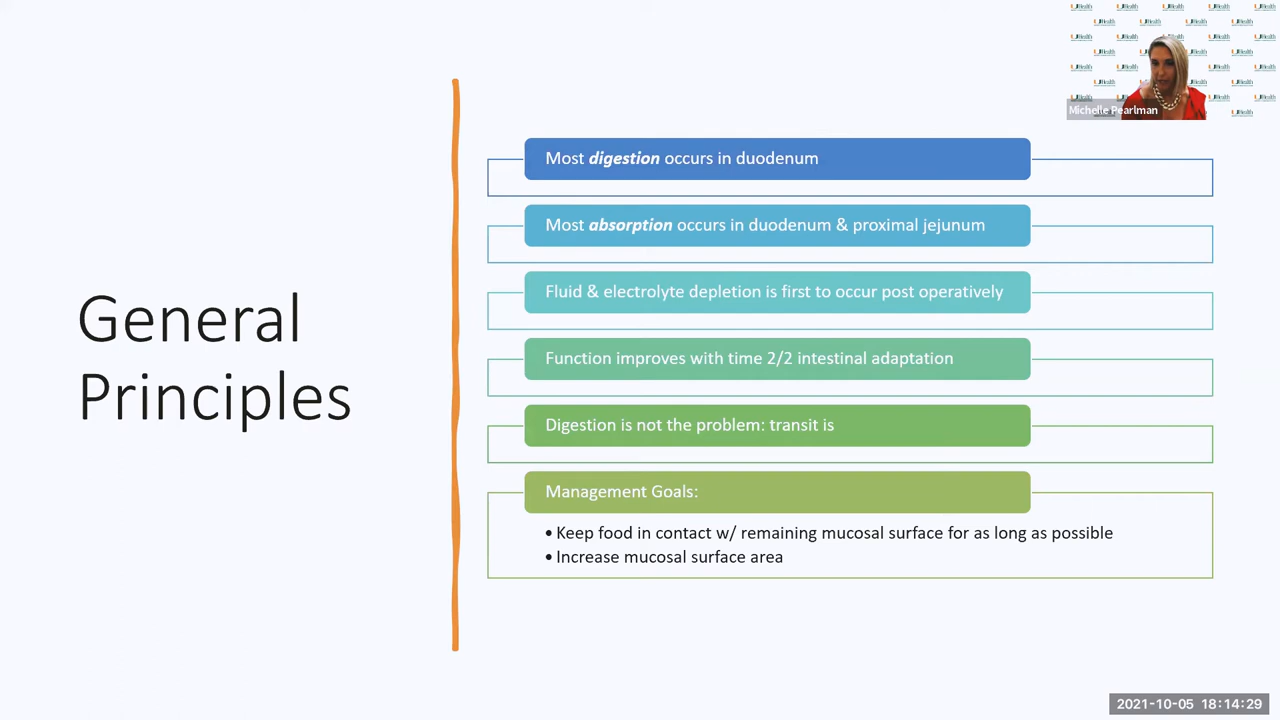 Michelle Pearlman
General
Principles
Most digestion occurs in duodenum
Most absorption occurs in duodenum & proximal jejunum
Fluid & electrolyte depletion is first to occur post operatively
Function improves with time 2/2 intestinal adaptation
Digestion is not the problem: transit is
Management Goals:
• Keep food in contact w/ remaining mucosal surface for as long as possible
• Increase mucosal surface area
2021-10-05 18:14:29